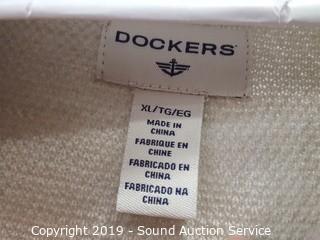 DOCKERS
XL/TG/EG
MADE IN
CHINA
FABRIQUE EN
CHINE
FABRICADO EN
CHINA
FABRICADO NA
CHINA
Copyright 2019 - Sound Auction Service